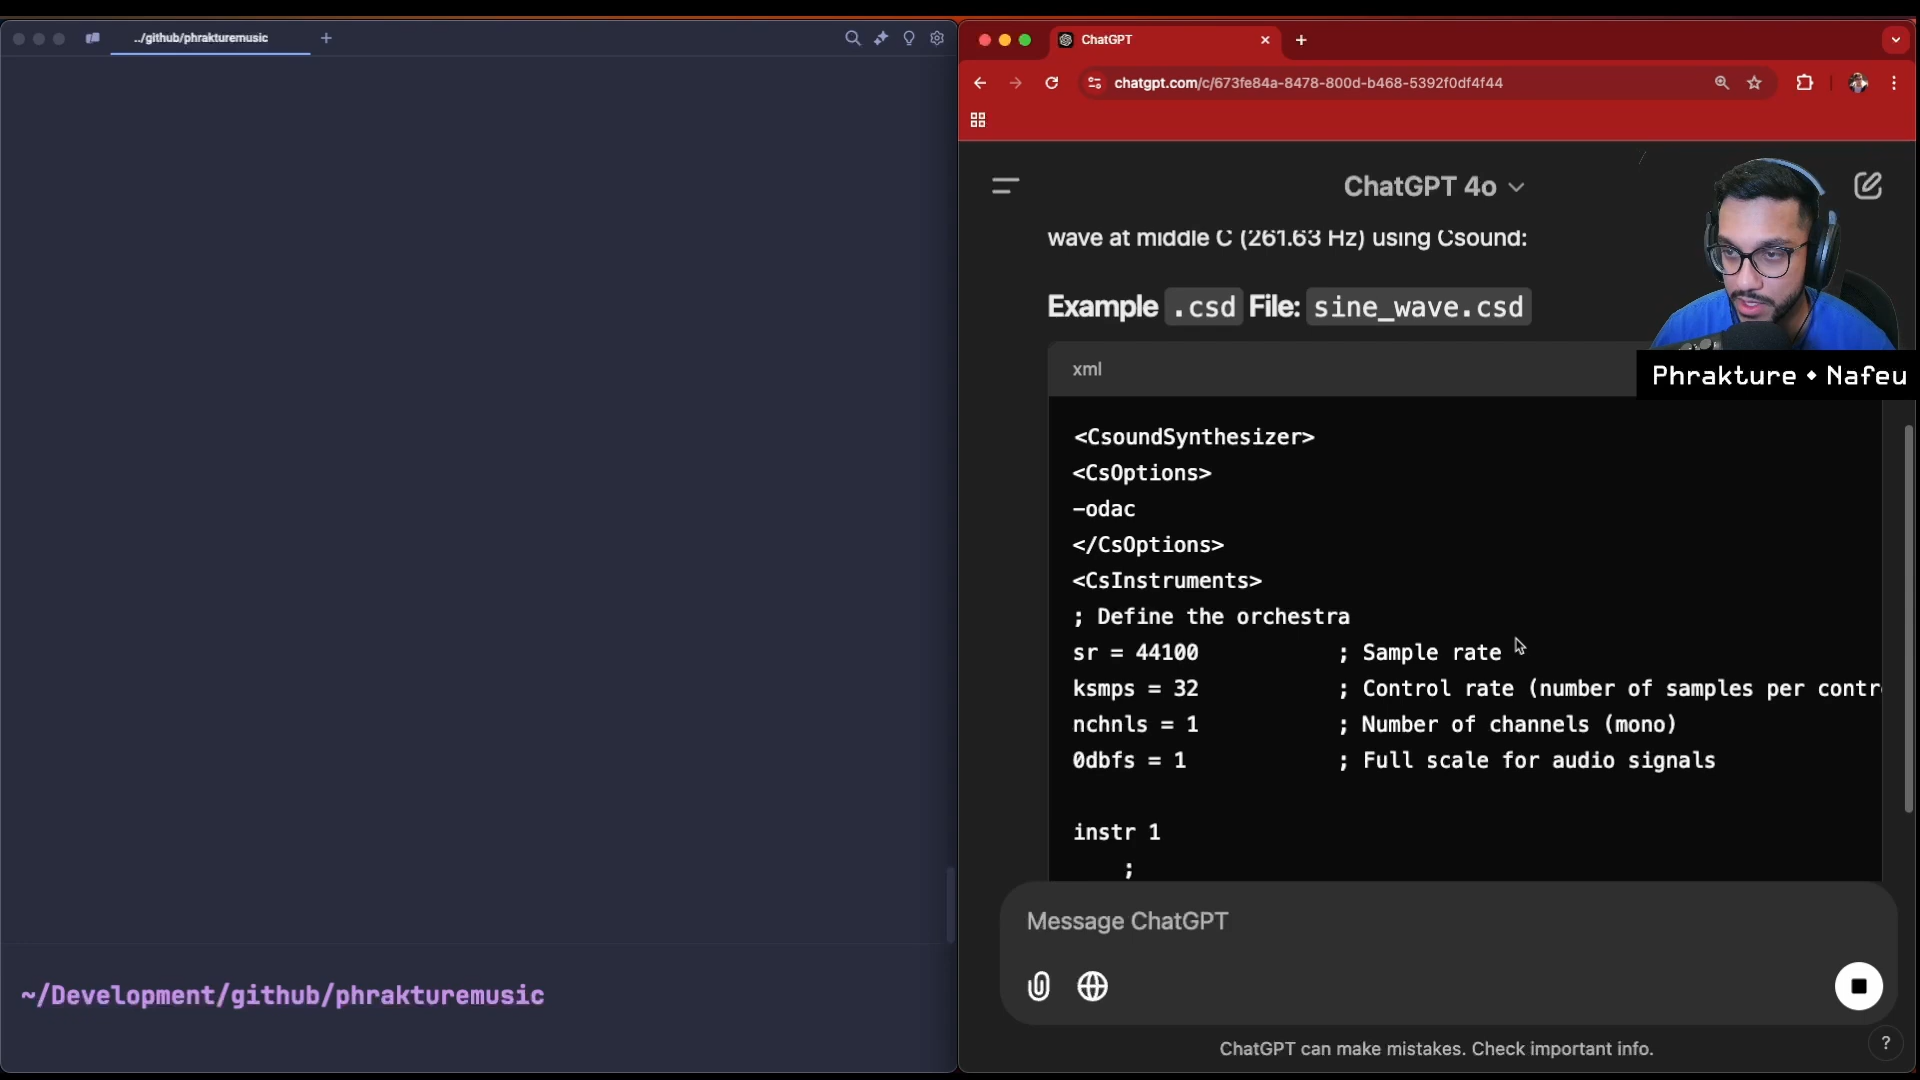 ../github/phrakturemusic
~/Development/github/phrakturemusic
ChatGPT
chatgpt.com/c/673fe84a-8478-800d-b468-5392f0df4f44
ChatGPT 4o
wave at middle C (261.63 Hz) using Csound:
Example .csd File: sine_wave.csd
Phrakture • Nafeu
xml
<CsoundSynthesizer>
<CsOptions>
-odac
</CsOptions>
<CsInstruments>
; Define the orchestra
sr = 44100 ; Sample rate
ksmps = 32 ; Control rate (number of samples per contr
nchnls = 1 ; Number of channels (mono)
0dbfs = 1 ; Full scale for audio signals
instr 1
;
Message ChatGPT
ChatGPT can make mistakes. Check important info.
?